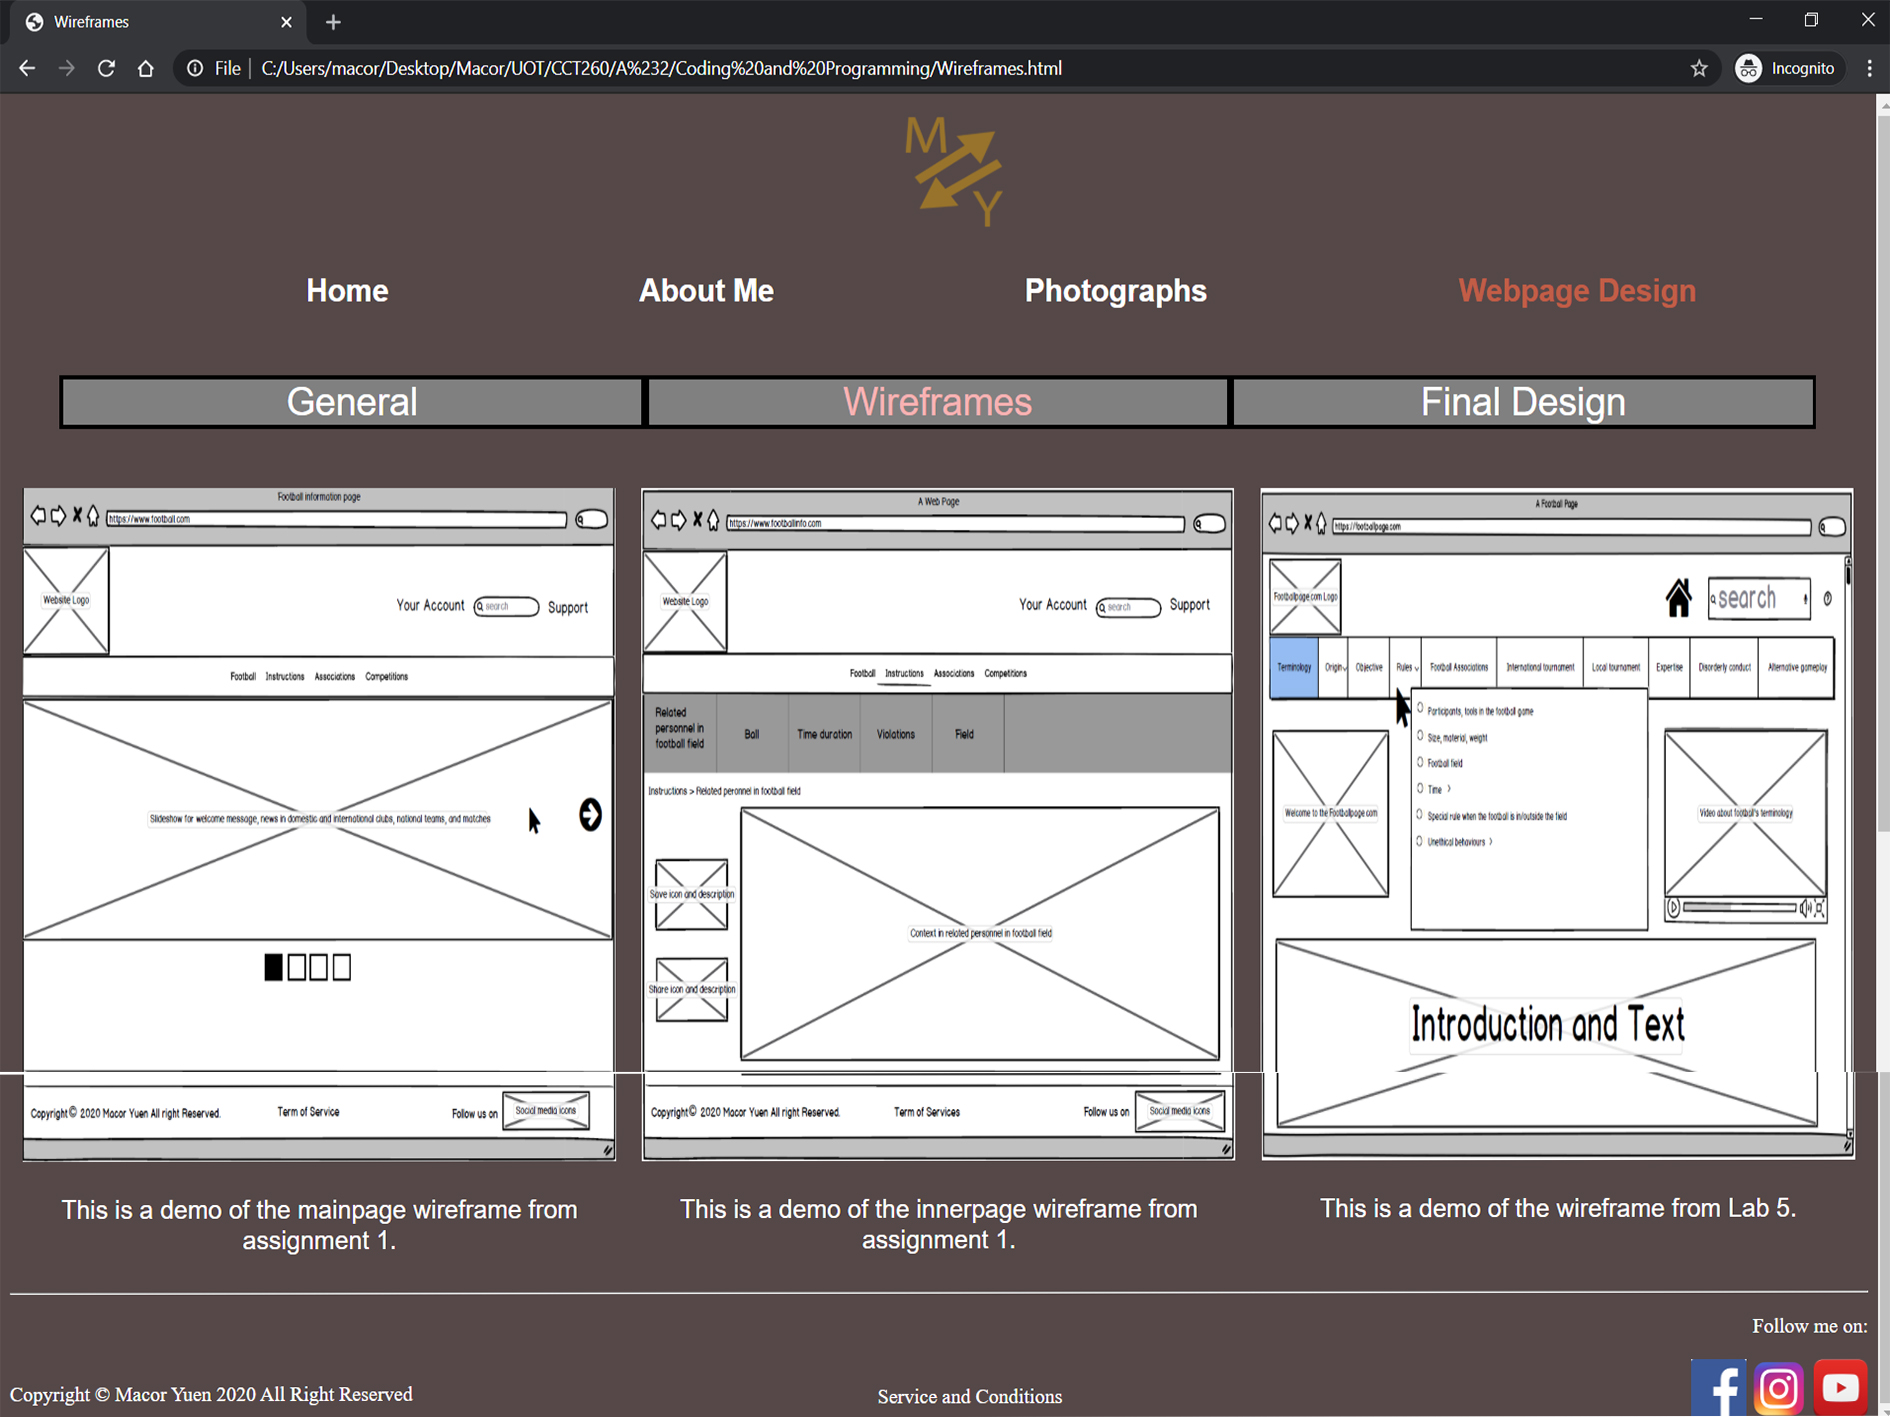 Wireframes
File C:/Users/macor/Desktop/Macor/UOT/CCT260/A%232/Coding%20and%20Programming/Wireframes.html
Incognito
M
Y
Home About Me Photographs Webpage Design
General Wireframes Final Design
Football information page
https://www.football.com
Website Logo
Your Account search Support
Football Instructions Associations Competitions
Slideshow for welcome message, news in domestic and international clubs, national teams, and matches
Copyright© 2020 Macor Yuen All right Reserved.
Term of Service
Follow us on
Social media icons
This is a demo of the mainpage wireframe from
assignment 1.
A Web Page
https://www.footballinfo.com
Website Logo
Your Account search Support
Football Instructions Associations Competitions
Related
personnel in
football field
Ball
Time duration
Violations
Field
Instructions > Related peronnel in football field
Save icon and description
Context in related personnel in football field
Share icon and description
Copyright© 2020 Macor Yuen All right Reserved.
Term of Services
Follow us on
Social media icons
This is a demo of the innerpage wireframe from
assignment 1.
A Football Page
https://footballpage.com
Footballpage.com Logo
search
Terminology
Origin
Objective
Rules
Football Associations
International tournament
Local tournament
Expertise
Disorderly conduct
Alternative gameplay
Participants, tools in the football game
Size, material, weight
Football field
Time >
Special rule when the football is in/outside the field
Unethical behaviours >
Welcome to the Footballpage.com
Video about football's terminology
Introduction and Text
This is a demo of the wireframe from Lab 5.
Follow me on:
Copyright © Macor Yuen 2020 All Right Reserved
Service and Conditions